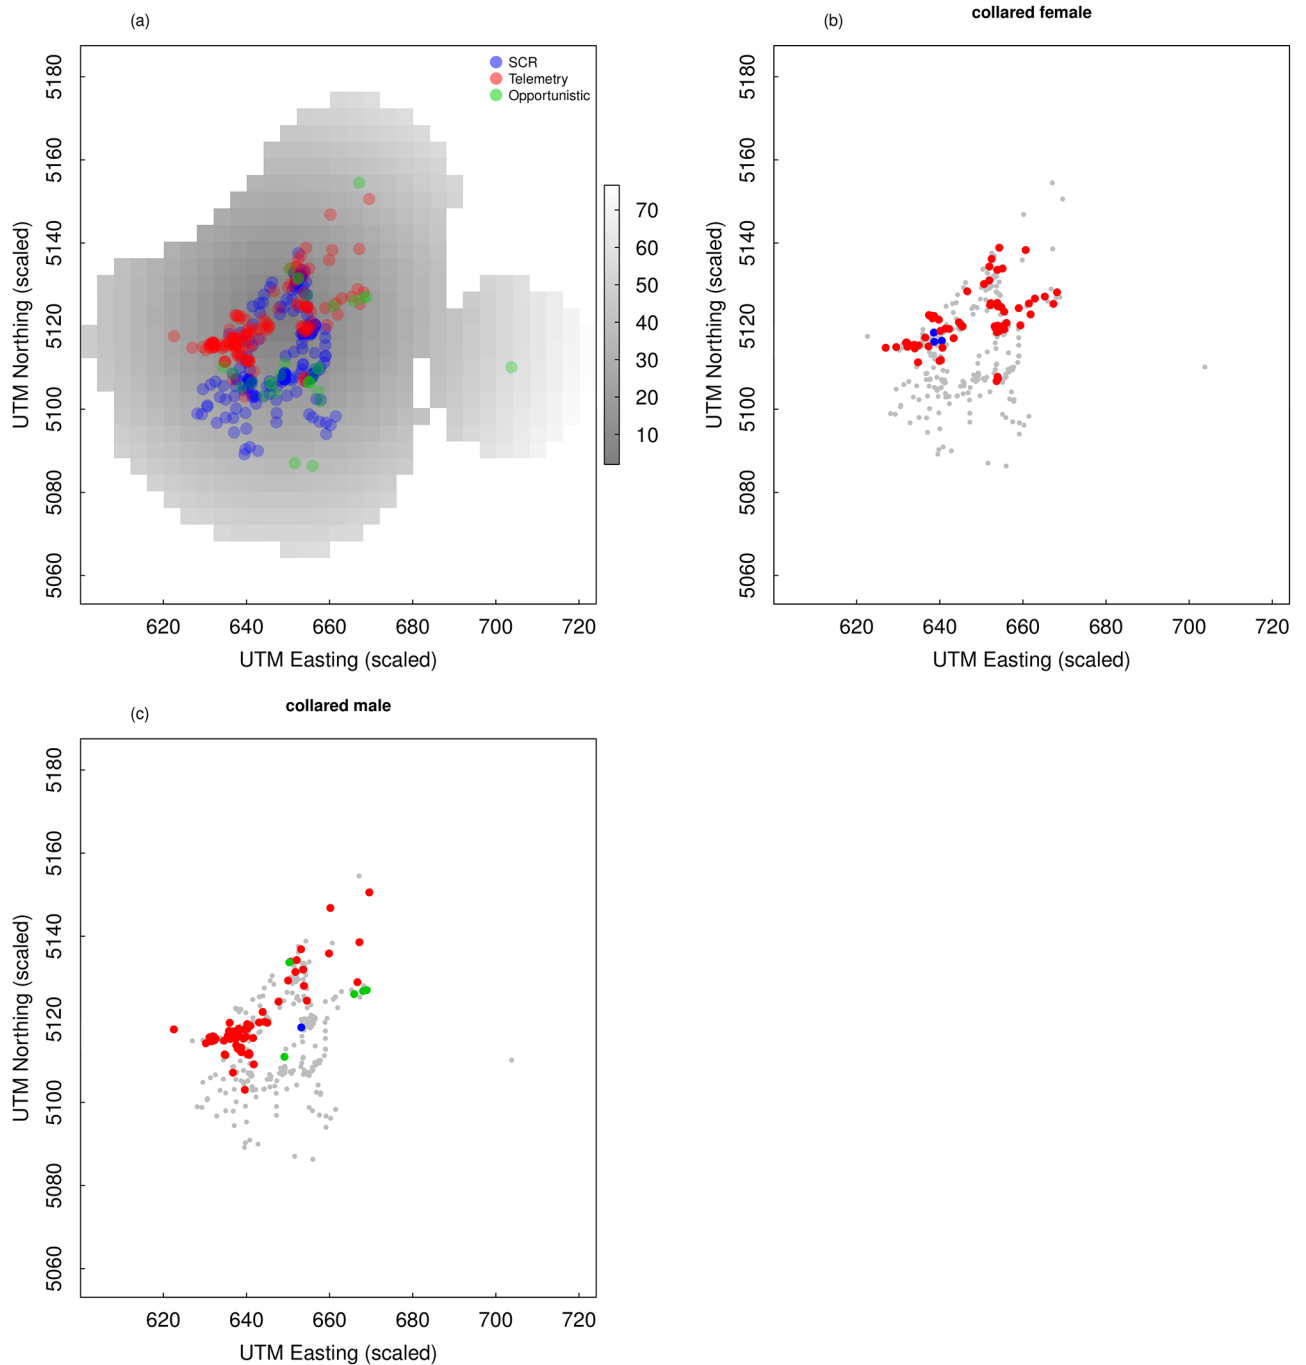 (a)
SCR
Telemetry
Opportunistic
5180
5160
5140
5120
5100
5080
5060
UTM Northing (scaled)
620 640 660 680 700 720
UTM Easting (scaled)
70
60
50
40
30
20
10
(b)
collared female
5180
5160
5140
5120
5100
5080
5060
UTM Northing (scaled)
620 640 660 680 700 720
UTM Easting (scaled)
(c)
collared male
5180
5160
5140
5120
5100
5080
5060
UTM Northing (scaled)
620 640 660 680 700 720
UTM Easting (scaled)